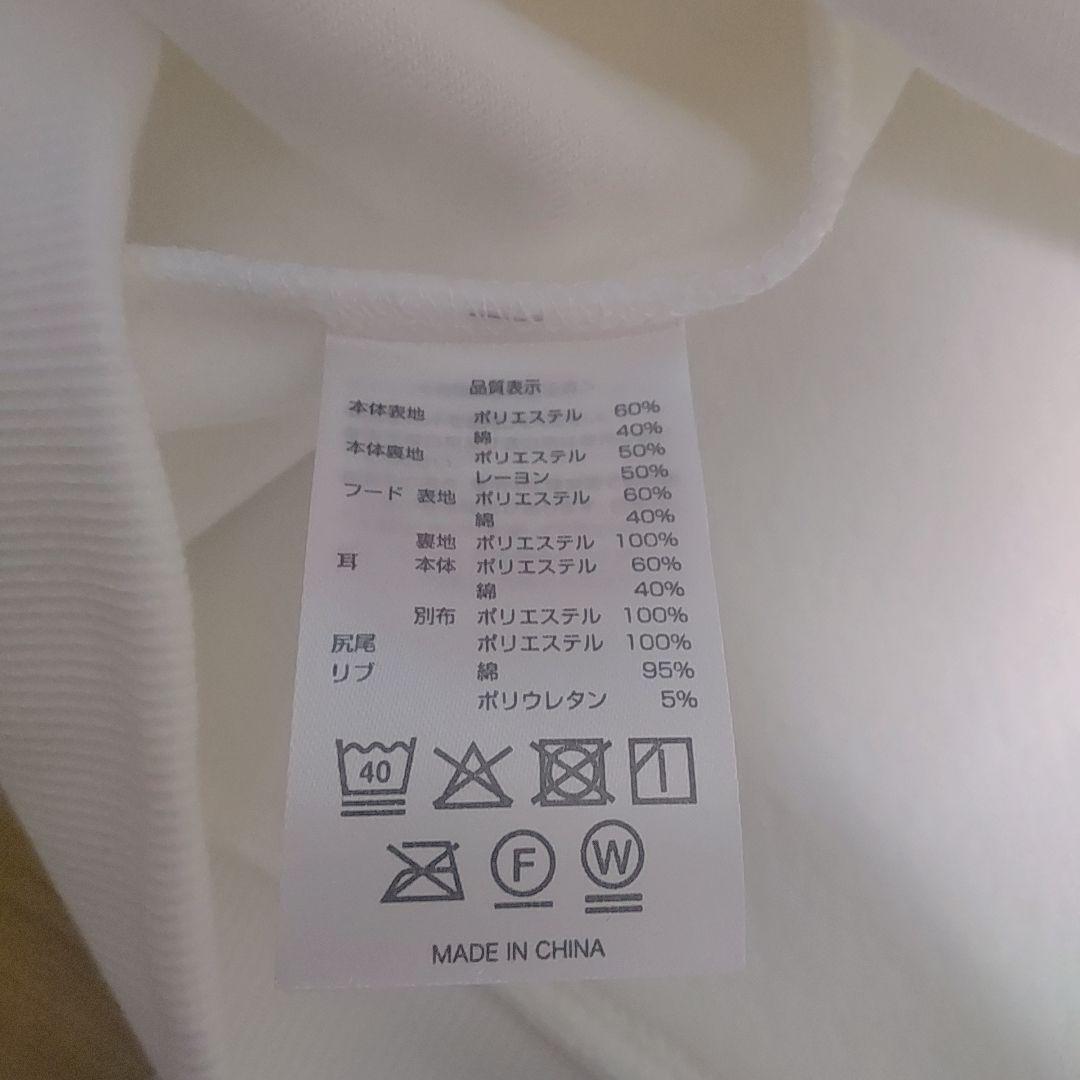 品質表示
本体表地 ポリエステル 60%
綿 40%
本体裏地 ポリエステル 50%
レーヨン 50%
フード 表地 ポリエステル 60%
綿 40%
裏地 ポリエステル 100%
耳 本体 ポリエステル 60%
綿 40%
別布 ポリエステル 100%
尻尾 ポリエステル 100%
リブ 綿 95%
ポリウレタン 5%
40
F W
MADE IN CHINA